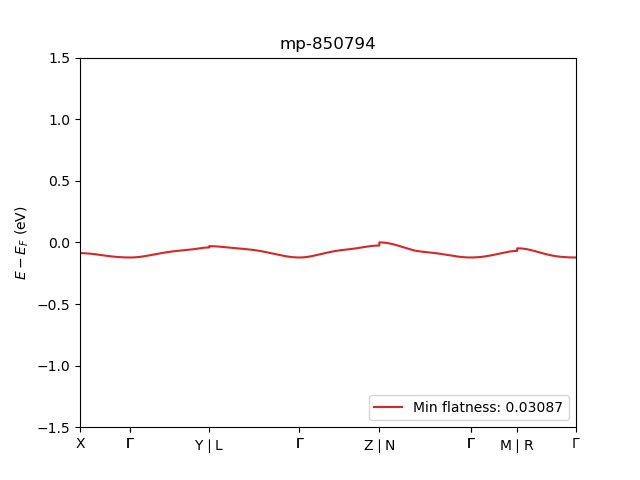 mp-850794
1.5
1.0
0.5
0.0
−0.5
−1.0
−1.5
E − E_F (eV)
Min flatness: 0.03087
X Γ Y | L Γ Z | N Γ M | R Γ